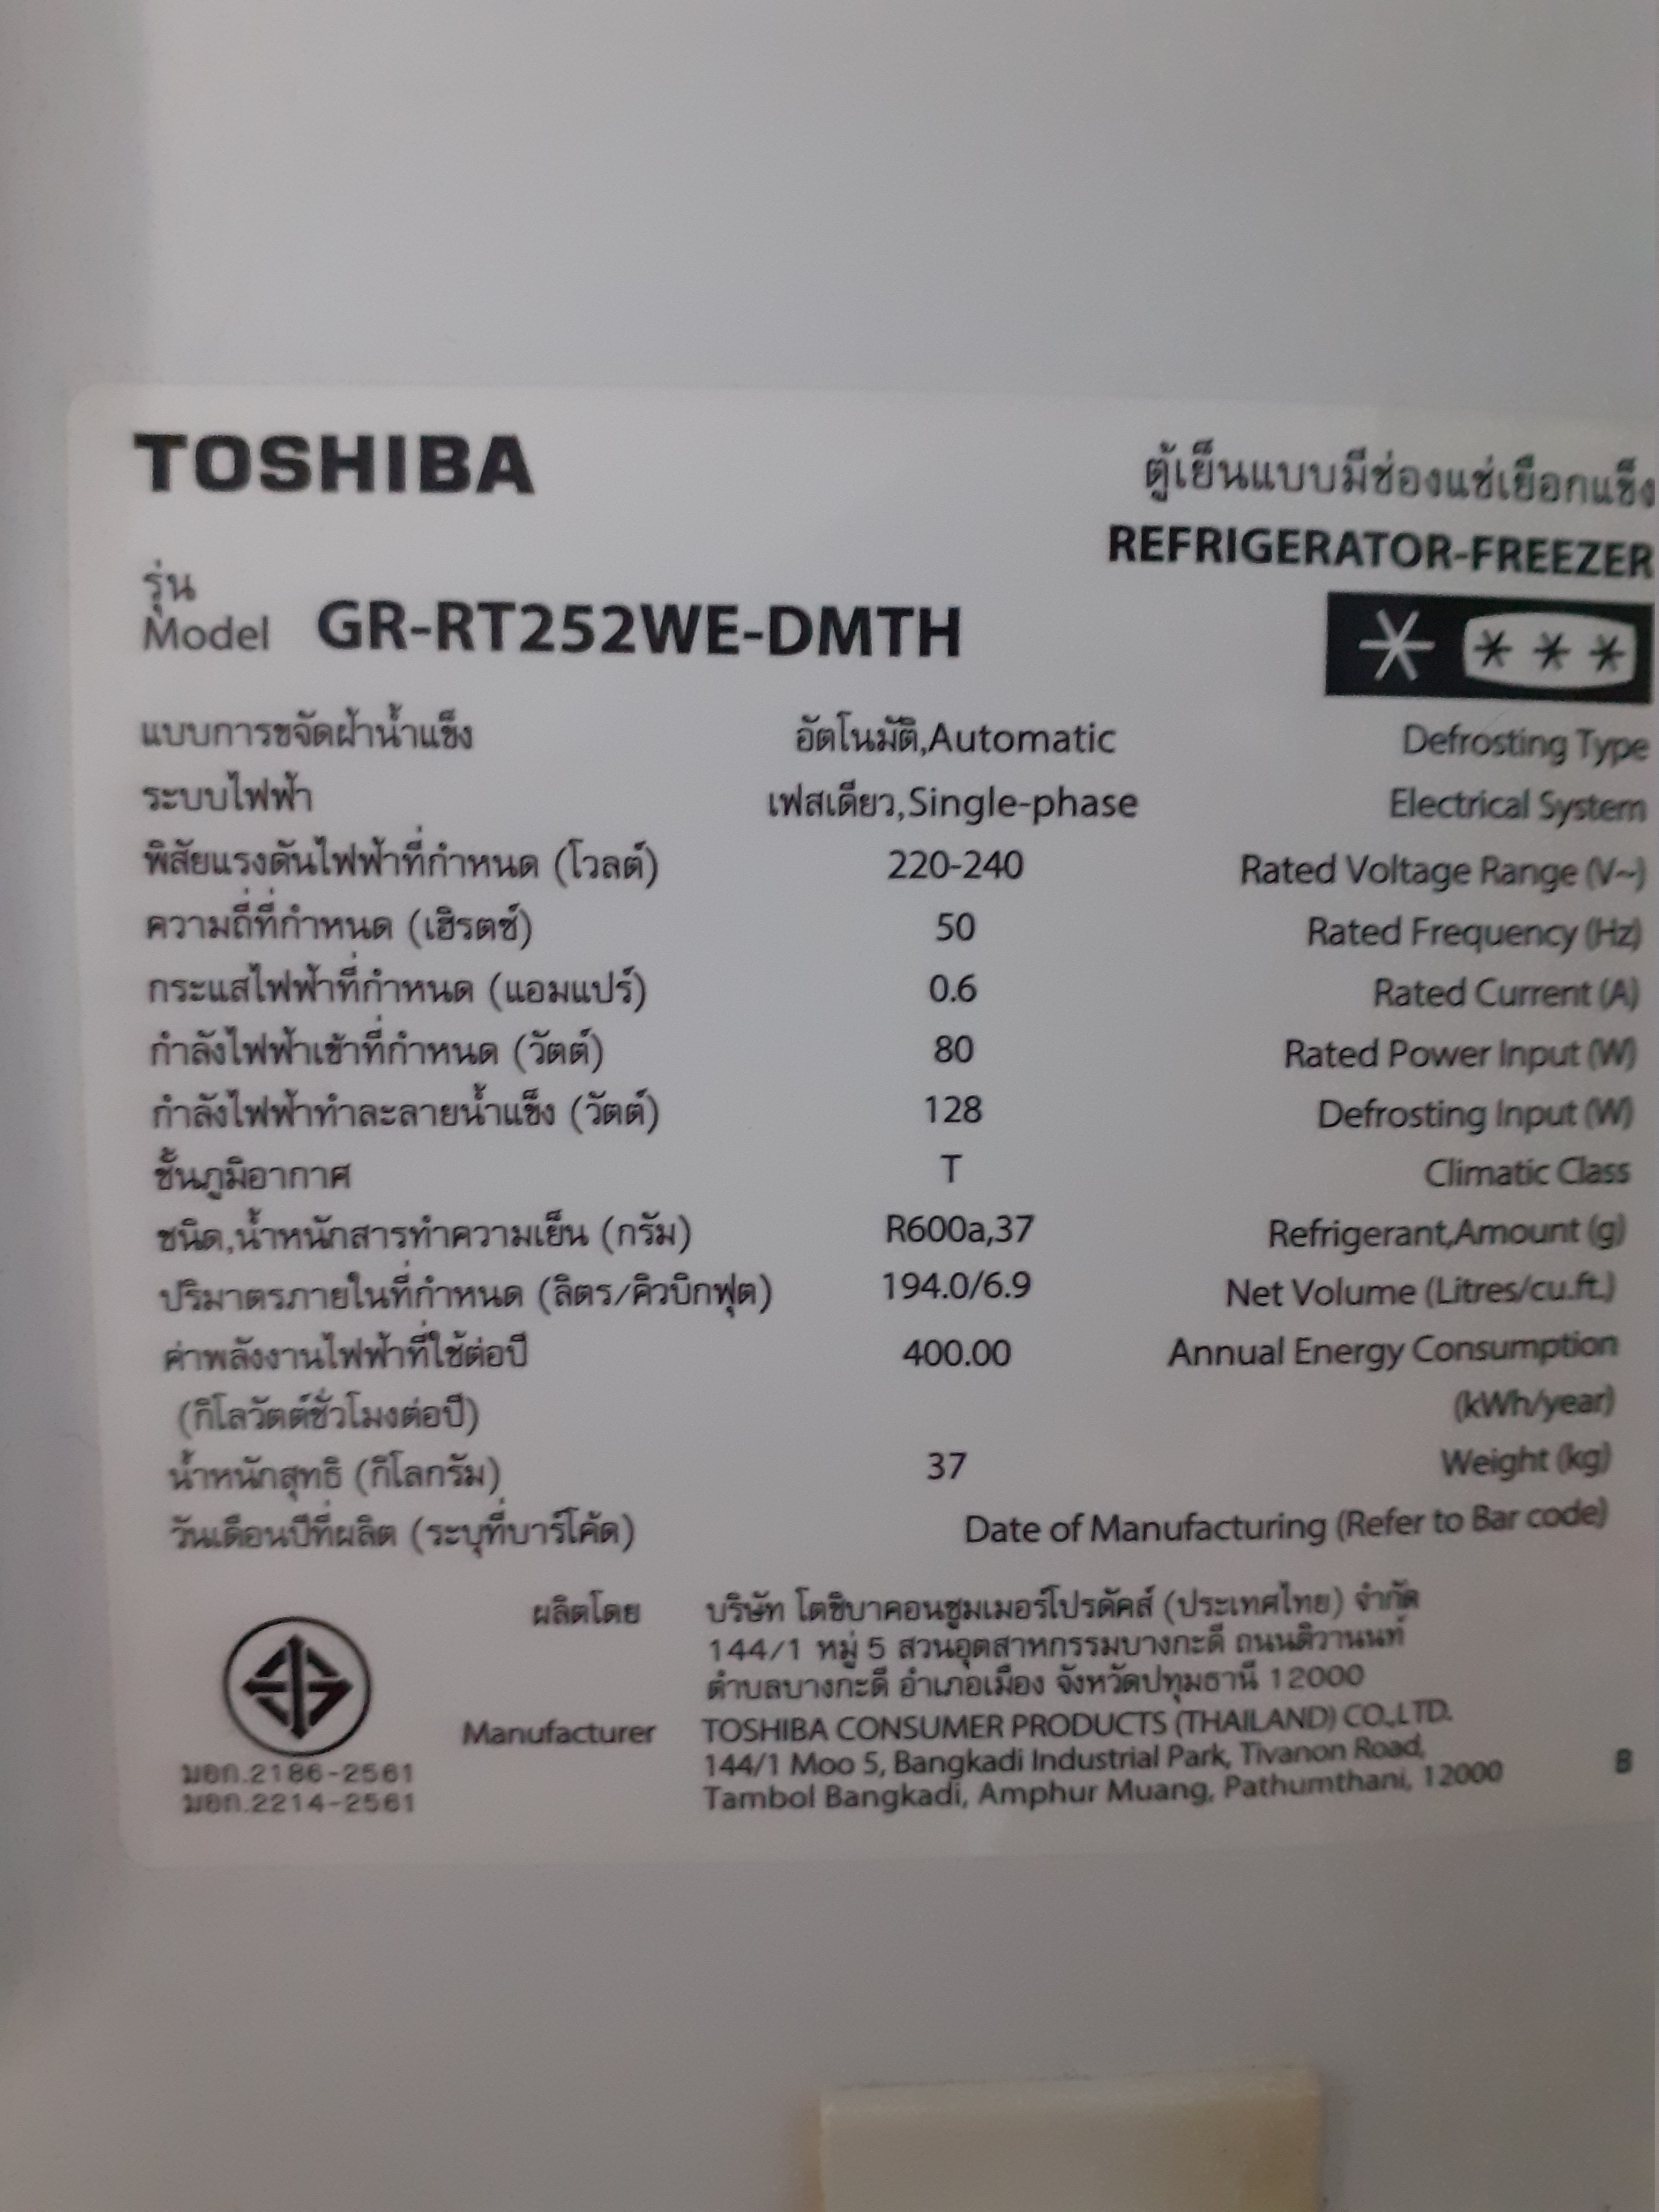 TOSHIBA
ตู้เย็นแบบมีช่องแช่เยือกแข็ง
REFRIGERATOR-FREEZER
รุ่น
Model GR-RT252WE-DMTH
แบบการขจัดฝ้าน้ำแข็ง อัตโนมัติ,Automatic Defrosting Type
ระบบไฟฟ้า เฟสเดียว,Single-phase Electrical System
พิสัยแรงดันไฟฟ้าที่กำหนด (โวลต์) 220-240 Rated Voltage Range (V~)
ความถี่ที่กำหนด (เฮิรตซ์) 50 Rated Frequency (Hz)
กระแสไฟฟ้าที่กำหนด (แอมแปร์) 0.6 Rated Current (A)
กำลังไฟฟ้าเข้าที่กำหนด (วัตต์) 80 Rated Power Input (W)
กำลังไฟฟ้าทำละลายน้ำแข็ง (วัตต์) 128 Defrosting Input (W)
ชั้นภูมิอากาศ T Climatic Class
ชนิด,น้ำหนักสารทำความเย็น (กรัม) R600a,37 Refrigerant,Amount (g)
ปริมาตรภายในที่กำหนด (ลิตร/คิวบิกฟุต) 194.0/6.9 Net Volume (Litres/cu.ft.)
ค่าพลังงานไฟฟ้าที่ใช้ต่อปี 400.00 Annual Energy Consumption
(กิโลวัตต์ชั่วโมงต่อปี) (kWh/year)
น้ำหนักสุทธิ (กิโลกรัม) 37 Weight (kg)
วันเดือนปีที่ผลิต (ระบุที่บาร์โค้ด) Date of Manufacturing (Refer to Bar code)
ผลิตโดย บริษัท โตชิบาคอนซูมเมอร์โปรดัคส์ (ประเทศไทย) จำกัด
144/1 หมู่ 5 สวนอุตสาหกรรมบางกะดี ถนนติวานนท์
ตำบลบางกะดี อำเภอเมือง จังหวัดปทุมธานี 12000
Manufacturer TOSHIBA CONSUMER PRODUCTS (THAILAND) CO.,LTD.
144/1 Moo 5, Bangkadi Industrial Park, Tivanon Road,
Tambol Bangkadi, Amphur Muang, Pathumthani, 12000
มอก.2186-2561
มอก.2214-2561
B